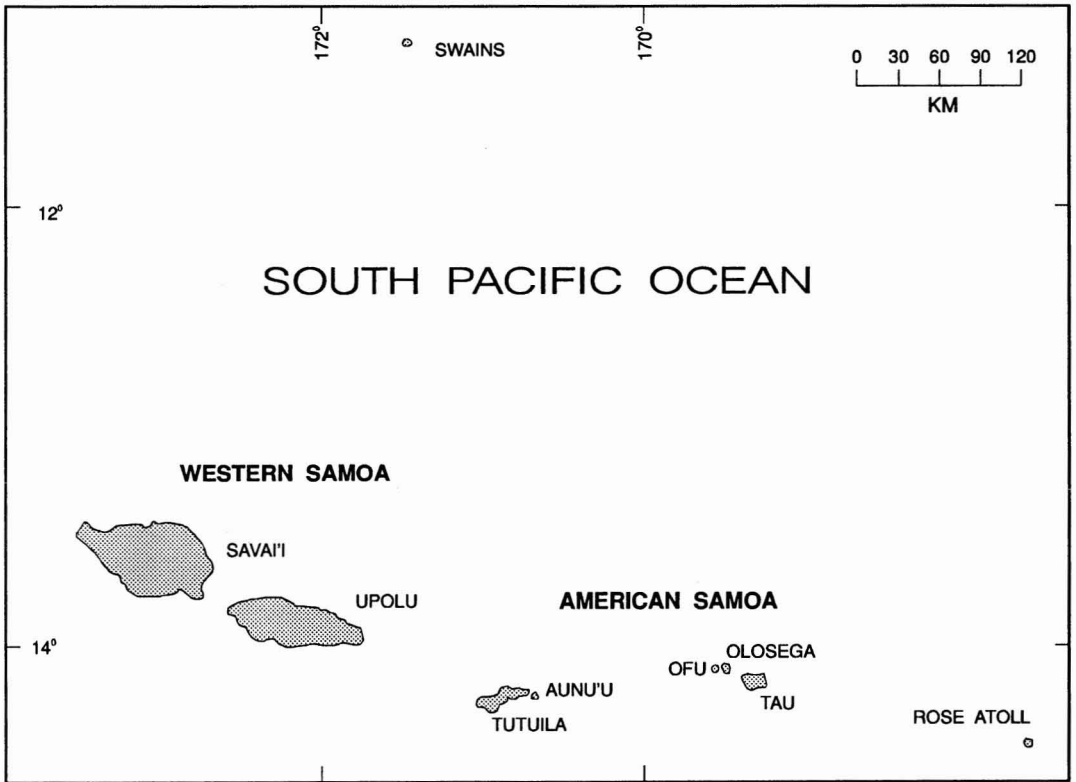 172°
170°
SWAINS
0 30 60 90 120
KM
12°
SOUTH PACIFIC OCEAN
WESTERN SAMOA
SAVAI'I
UPOLU
AMERICAN SAMOA
14°
OLOSEGA
OFU
AUNU'U
TAU
TUTUILA
ROSE ATOLL